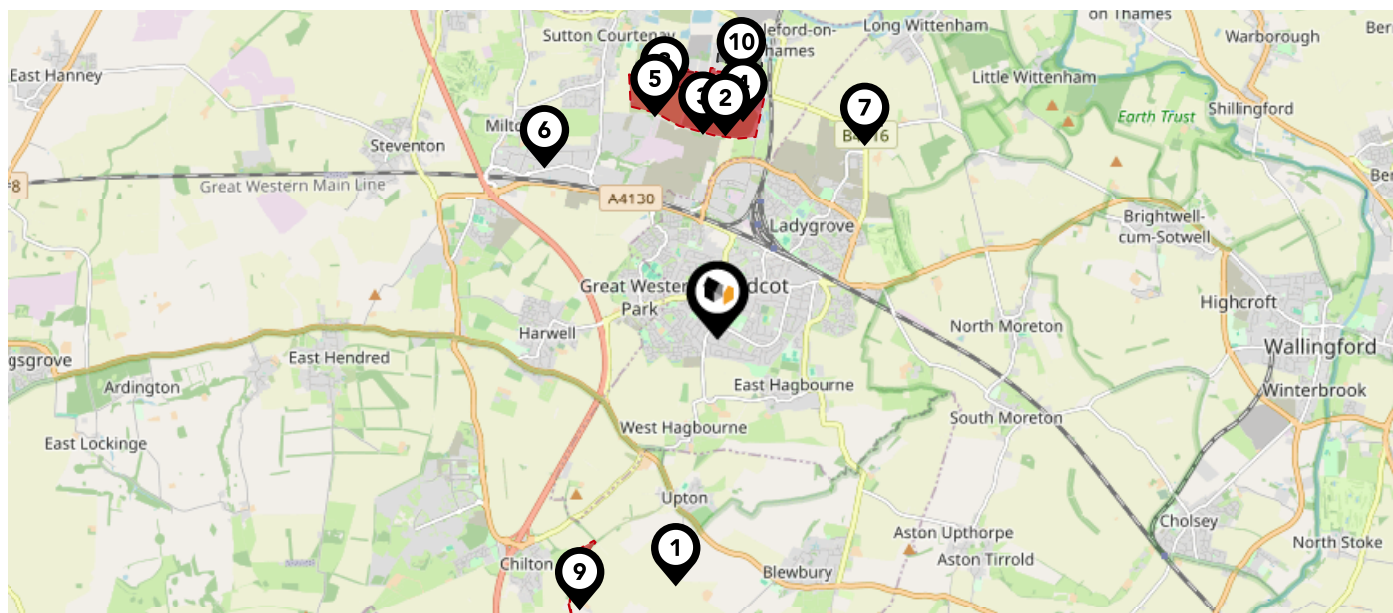 on Thames
Sutton Courtenay
Long Wittenham
Warborough
10
East Hanney
5
4
2
7
Little Wittenham
Shillingford
Earth Trust
6
Steventon
Great Western Main Line
A4130
Ladygrove
Brightwell-
cum-Sotwell
Park
Highcroft
Harwell
North Moreton
East Hendred
Wallingford
Ardington
East Hagbourne
Winterbrook
South Moreton
West Hagbourne
East Lockinge
Upton
Cholsey
Aston Upthorpe
North Stoke
1
Aston Tirrold
Chilton
9
Blewbury